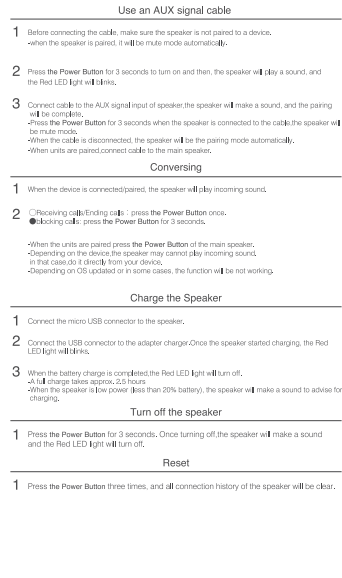 Use an AUX signal cable
1 Before connecting the cable, make sure the speaker is not paired to a device.
-when the speaker is paired, it will be mute mode automatically.
2 Press the Power Button for 3 seconds to turn on and then, the speaker will play a sound, and
the Red LED light will blinks.
3 Connect cable to the AUX signal input of speaker,the speaker will make a sound, and the pairing
will be complete.
-Press the Power Button for 3 seconds when the speaker is connected to the cable,the speaker will
be mute mode.
-When the cable is disconnected, the speaker will be the pairing mode automatically.
-When units are paired,connect cable to the main speaker.
Conversing
1 When the device is connected/paired, the speaker will play incoming sound.
2 ○Receiving calls/Ending calls : press the Power Button once.
●blocking calls: press the Power Button for 3 seconds.
-When the units are paired press the Power Button of the main speaker.
-Depending on the device,the speaker may cannot play incoming sound.
in that case,do it directly from your device.
-Depending on OS updated or in some cases, the function will be not working.
Charge the Speaker
1 Connect the micro USB connector to the speaker.
2 Connect the USB connector to the adapter charger.Once the speaker started charging, the Red
LED light will blinks.
3 When the battery charge is completed,the Red LED light will turn off.
-A full charge takes approx. 2.5 hours
-When the speaker is low power (less than 20% battery), the speaker will make a sound to advise for
charging.
Turn off the speaker
1 Press the Power Button for 3 seconds. Once turning off,the speaker will make a sound
and the Red LED light will turn off.
Reset
1 Press the Power Button three times, and all connection history of the speaker will be clear.